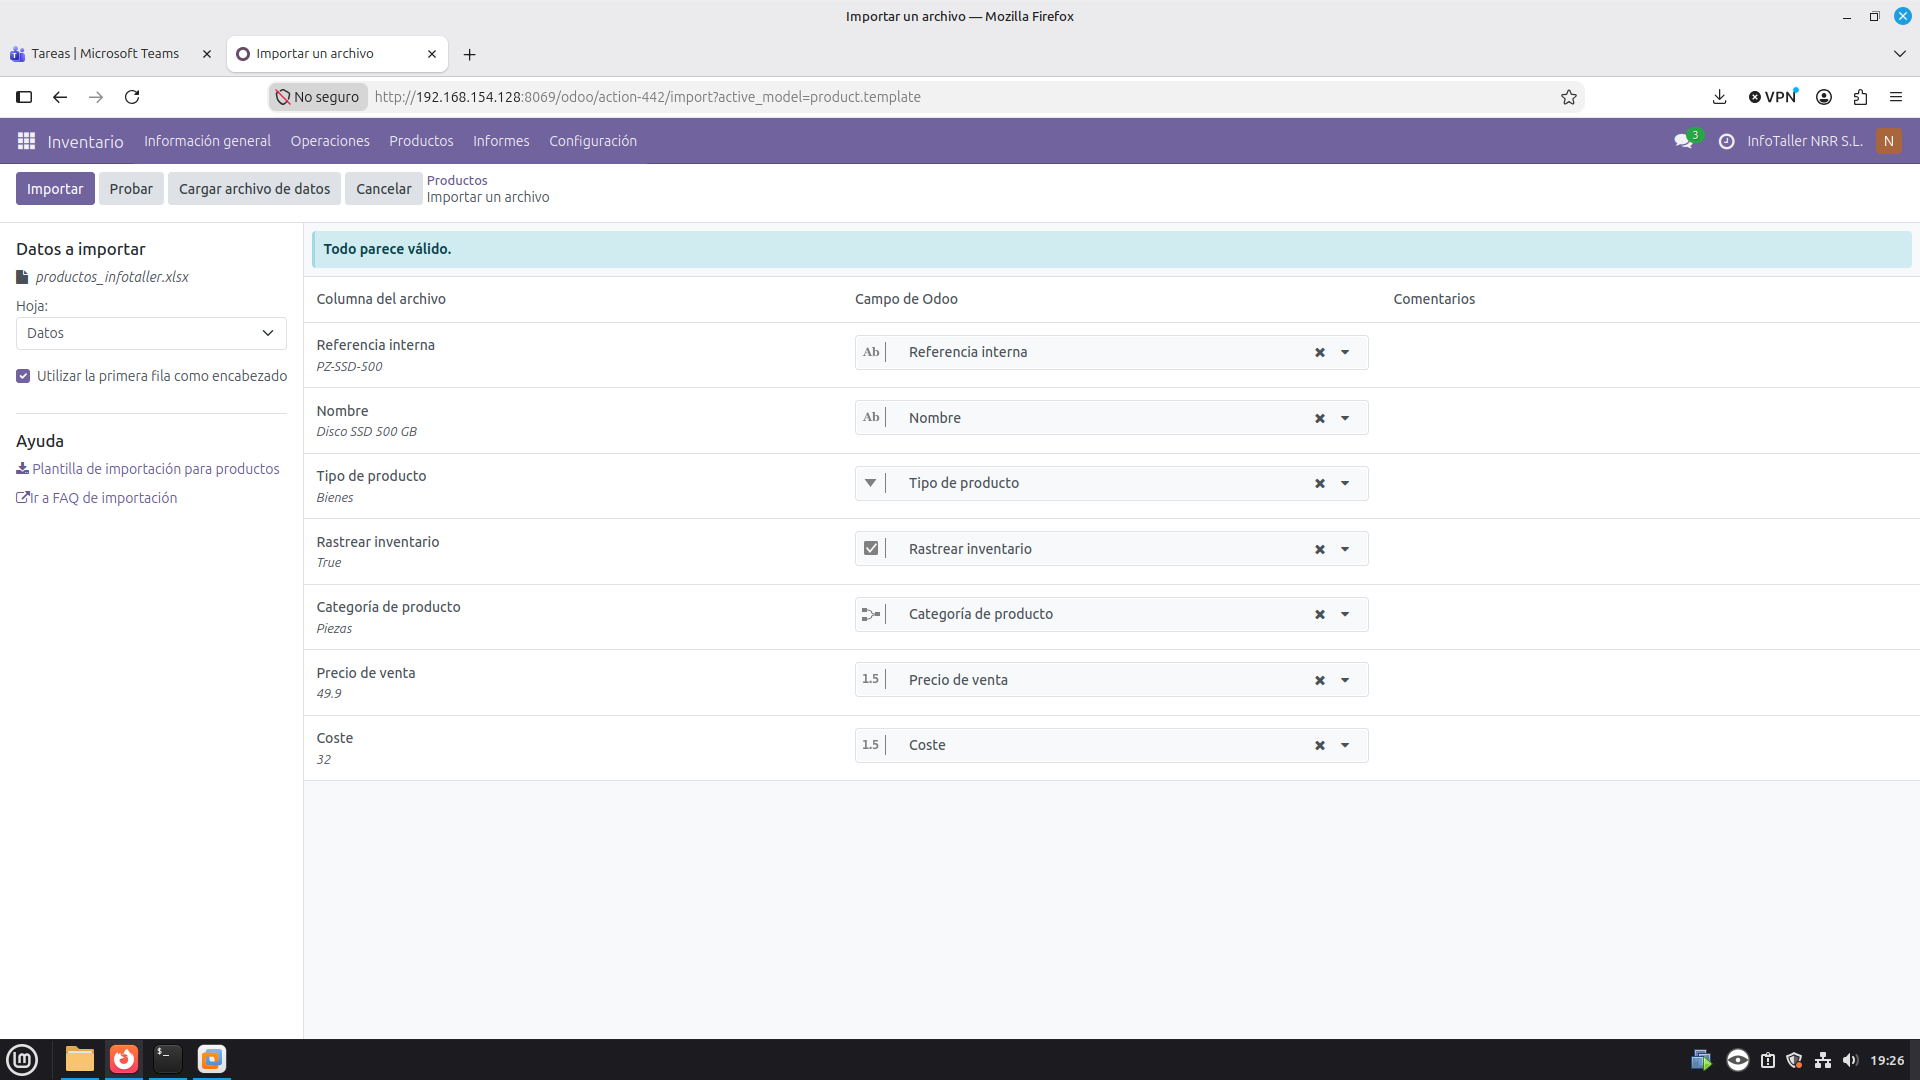 Importar un archivo — Mozilla Firefox
Tareas | Microsoft Teams
Importar un archivo
No seguro
http://192.168.154.128:8069/odoo/action-442/import?active_model=product.template
VPN
Inventario
Información general
Operaciones
Productos
Informes
Configuración
3
InfoTaller NRR S.L.
N
Importar
Probar
Cargar archivo de datos
Cancelar
Productos
Importar un archivo
Datos a importar
productos_infotaller.xlsx
Hoja:
Datos
Utilizar la primera fila como encabezado
Ayuda
Plantilla de importación para productos
Ir a FAQ de importación
Todo parece válido.
Columna del archivo
Campo de Odoo
Comentarios
Referencia interna
PZ-SSD-500
Ab
Referencia interna
Nombre
Disco SSD 500 GB
Ab
Nombre
Tipo de producto
Bienes
Tipo de producto
Rastrear inventario
True
Rastrear inventario
Categoría de producto
Piezas
Categoría de producto
Precio de venta
49.9
1.5
Precio de venta
Coste
32
1.5
Coste
19:26